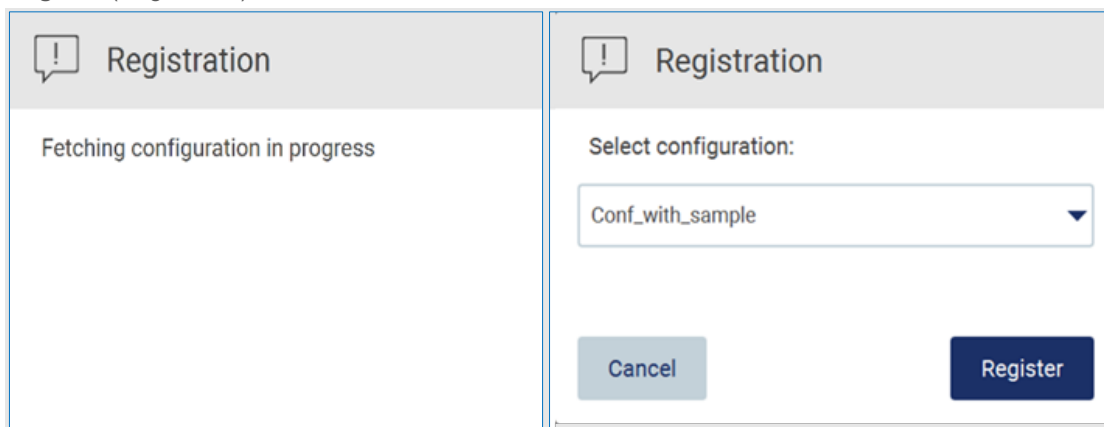 Registration
Fetching configuration in progress
Registration
Select configuration:
Conf_with_sample
Cancel
Register